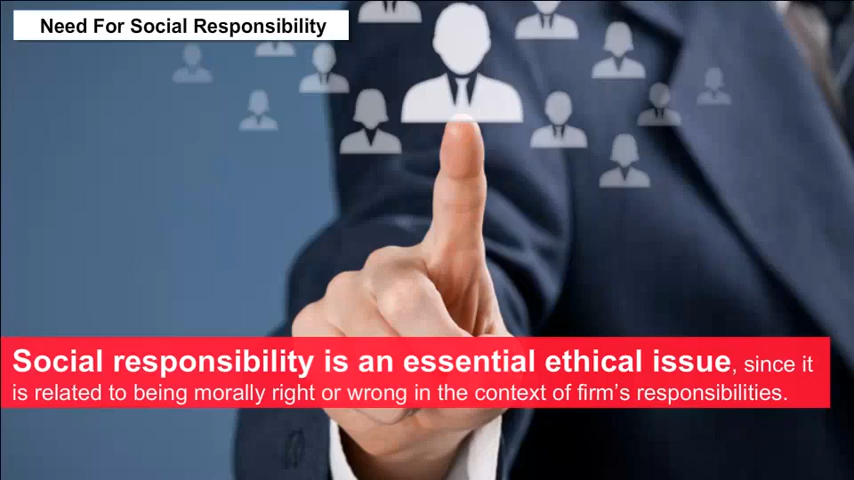 Need For Social Responsibility
Social responsibility is an essential ethical issue, since it
is related to being morally right or wrong in the context of firm's responsibilities.